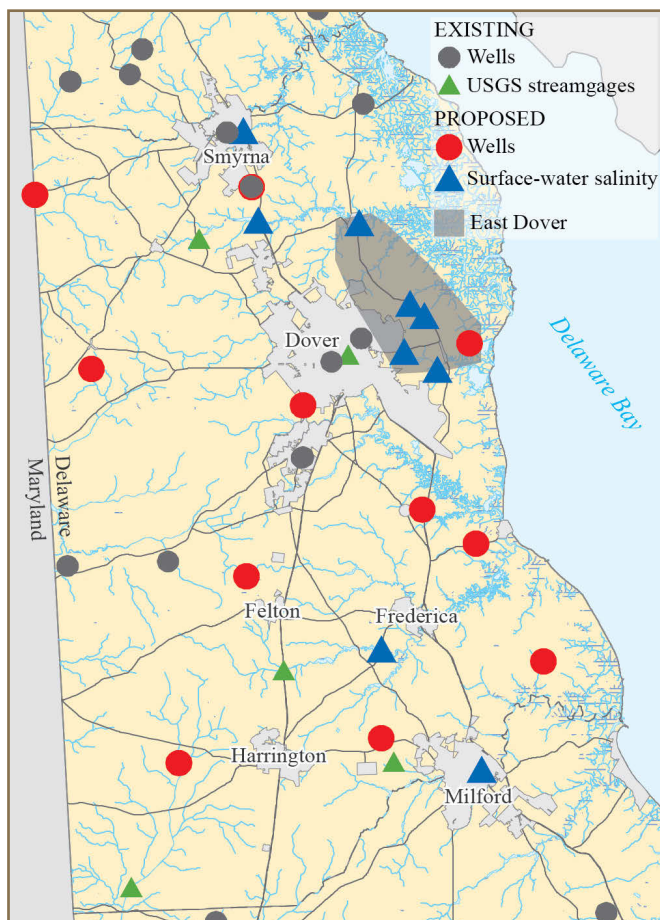 EXISTING
Wells
USGS streamgages
PROPOSED
Wells
Surface-water salinity
East Dover
Smyrna
Dover
Delaware Bay
Delaware
Maryland
Felton
Frederica
Harrington
Milford